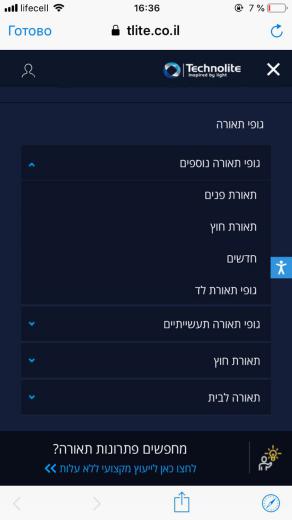 lifecell 16:36 7 %
Готово tlite.co.il
Technolite
inspired by light
גופי תאורה
גופי תאורה נוספים
תאורת פנים
תאורת חוץ
חדשים
גופי תאורת לד
גופי תאורה תעשייתיים
תאורת חוץ
תאורה לבית
מחפשים פתרונות תאורה?
לחצו כאן לייעוץ מקצועי ללא עלות